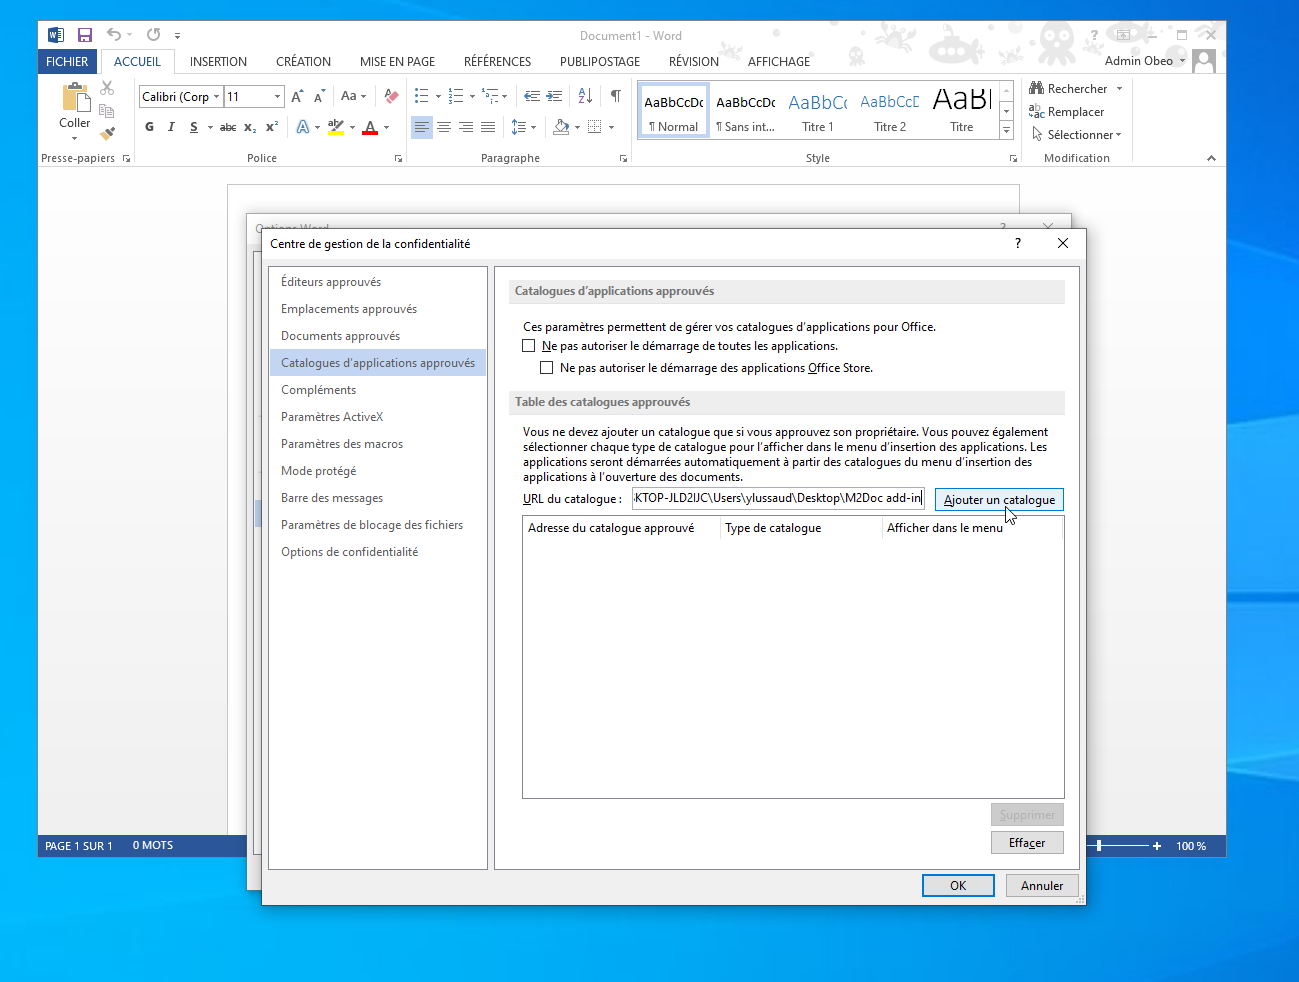 Document1 - Word
?
FICHIER ACCUEIL INSERTION CRÉATION MISE EN PAGE RÉFÉRENCES PUBLIPOSTAGE RÉVISION AFFICHAGE Admin Obeo
Coller
Calibri (Corp 11
Aa
G I S abc x₂ x²
AaBbCcDc AaBbCcDc AaBbC AaBbCcD AaB
¶ Normal ¶ Sans int... Titre 1 Titre 2 Titre
Rechercher
Remplacer
Sélectionner
Presse-papiers Police Paragraphe Style Modification
Options Word ?
Centre de gestion de la confidentialité ?
Éditeurs approuvés
Emplacements approuvés
Documents approuvés
Catalogues d'applications approuvés
Compléments
Paramètres ActiveX
Paramètres des macros
Mode protégé
Barre des messages
Paramètres de blocage des fichiers
Options de confidentialité
Catalogues d'applications approuvés
Ces paramètres permettent de gérer vos catalogues d'applications pour Office.
Ne pas autoriser le démarrage de toutes les applications.
Ne pas autoriser le démarrage des applications Office Store.
Table des catalogues approuvés
Vous ne devez ajouter un catalogue que si vous approuvez son propriétaire. Vous pouvez également
sélectionner chaque type de catalogue pour l'afficher dans le menu d'insertion des applications. Les
applications seront démarrées automatiquement à partir des catalogues du menu d'insertion des
applications à l'ouverture des documents.
URL du catalogue : KTOP-JLD2IJC\Users\ylussaud\Desktop\M2Doc add-in Ajouter un catalogue
Adresse du catalogue approuvé Type de catalogue Afficher dans le menu
Supprimer
Effacer
OK Annuler
PAGE 1 SUR 1 0 MOTS 100 %